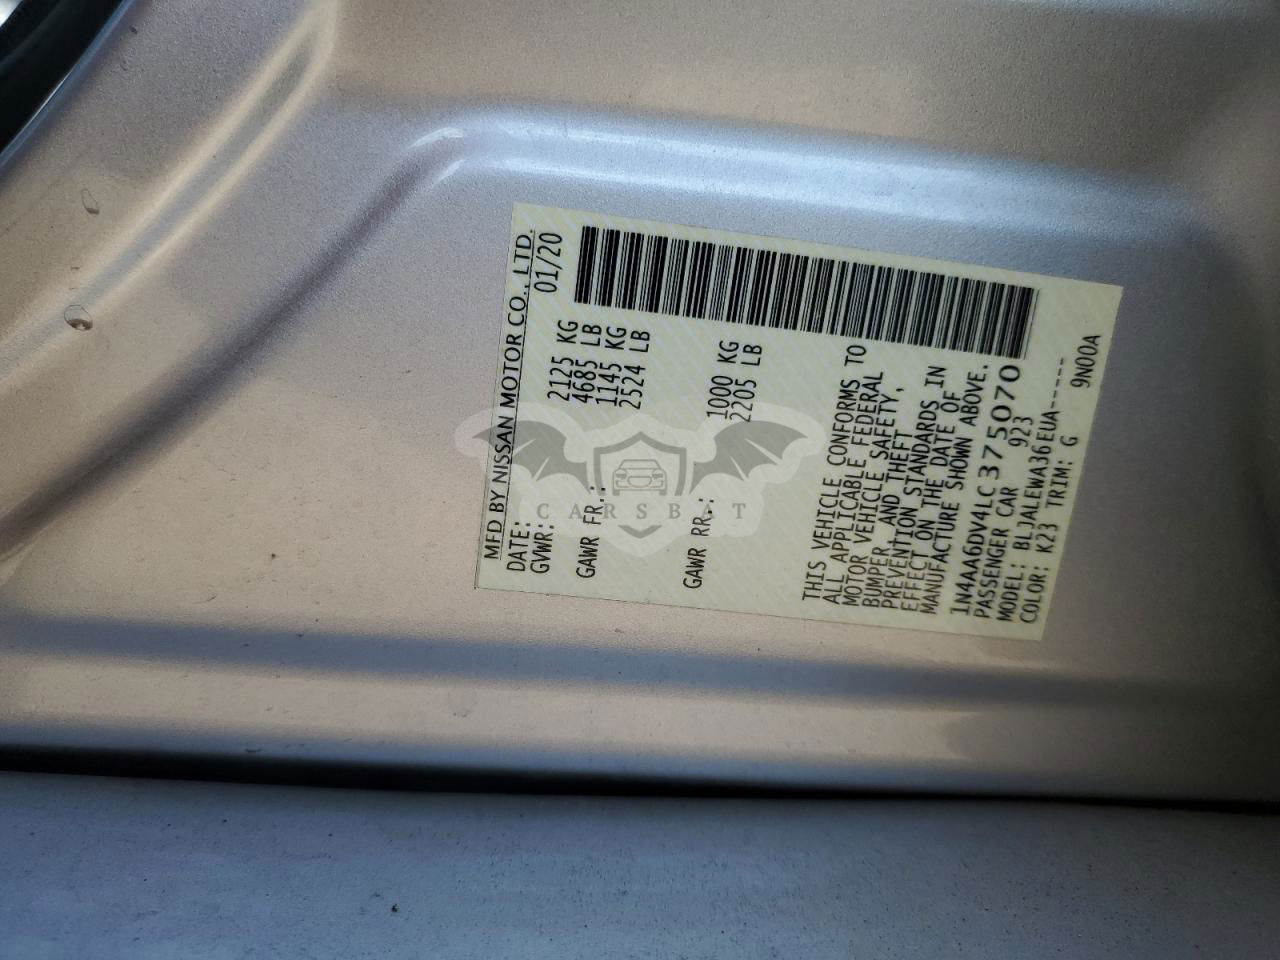 MFD BY NISSAN MOTOR CO., LTD.
DATE: 01/20
GVWR: 2125 KG
4685 LB
GAWR FR.: 1145 KG
2524 LB
GAWR RR.: 1000 KG
2205 LB
THIS VEHICLE CONFORMS TO
ALL APPLICABLE FEDERAL
MOTOR VEHICLE SAFETY,
BUMPER AND THEFT
PREVENTION STANDARDS IN
EFFECT ON THE DATE OF
MANUFACTURE SHOWN ABOVE.
1N4AA6DV4LC375070
PASSENGER CAR 923
MODEL: BLJALEWA36EUA-----
COLOR: K23 TRIM: G 9N00A
CARSBAT